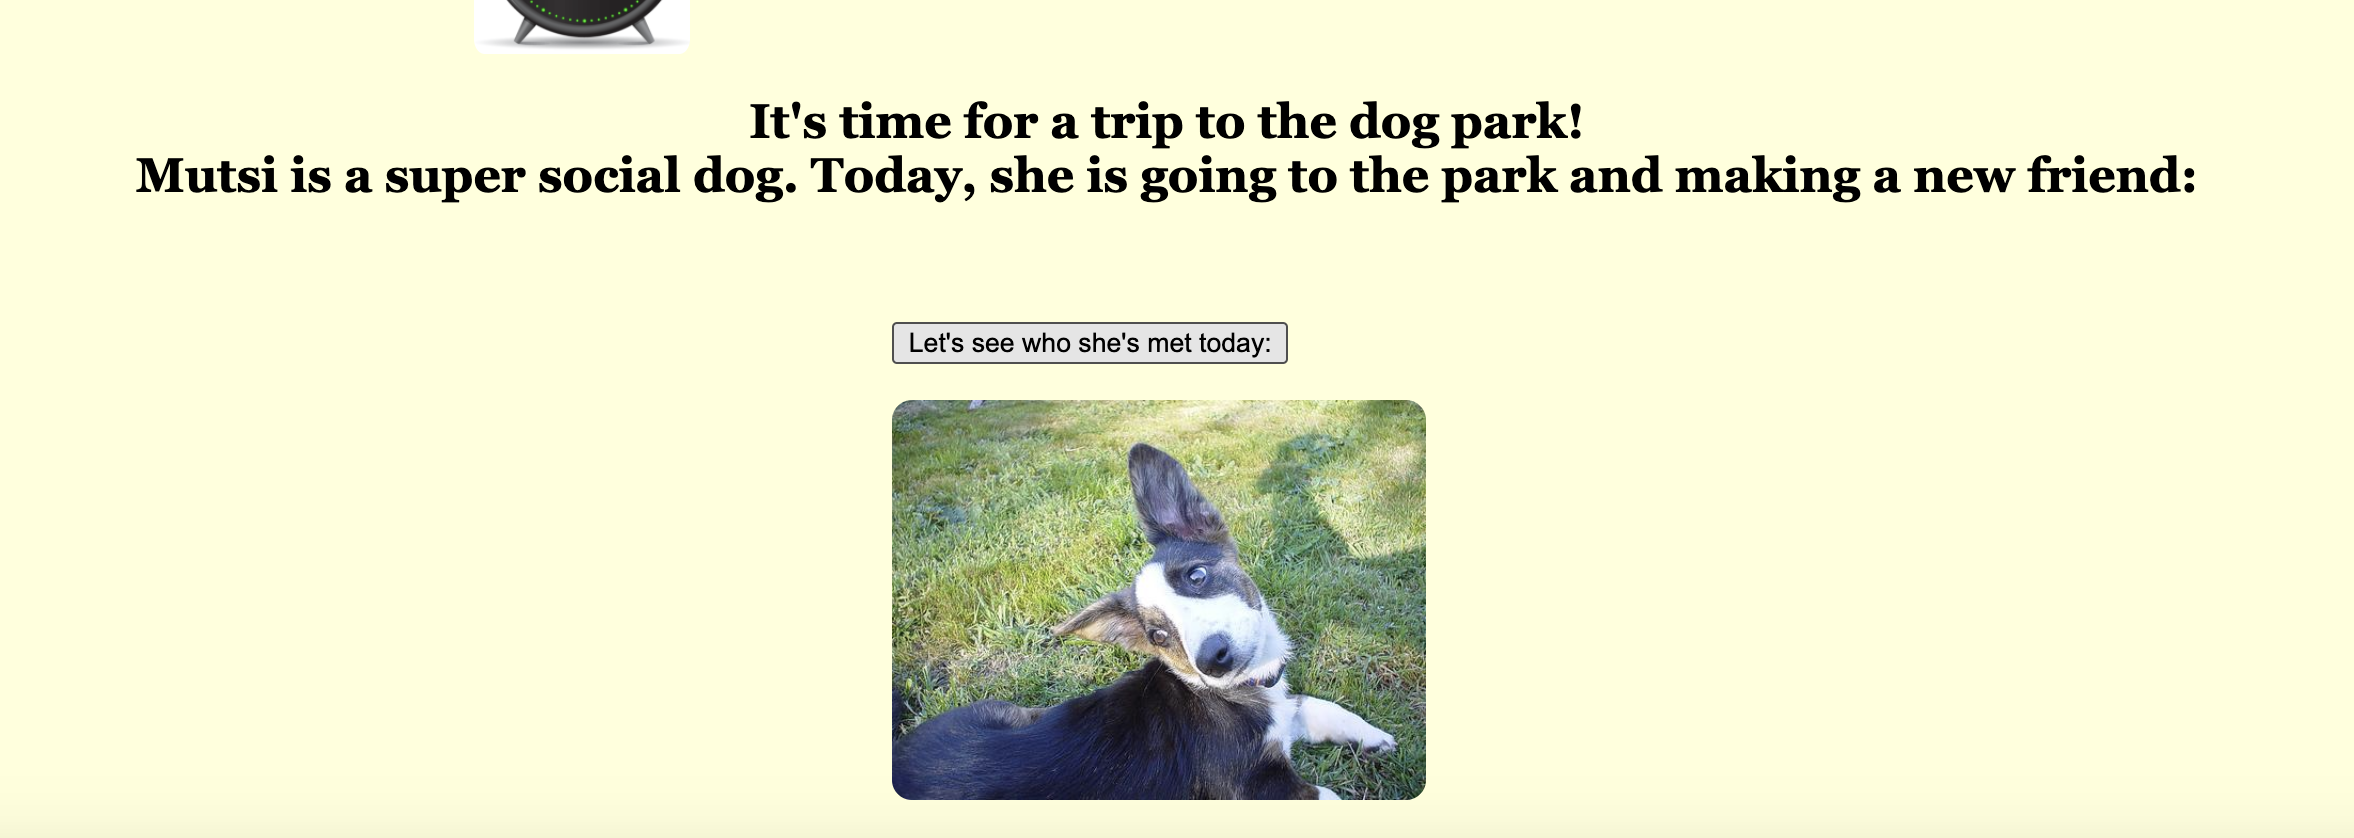 It's time for a trip to the dog park!
Mutsi is a super social dog. Today, she is going to the park and making a new friend:
Let's see who she's met today: